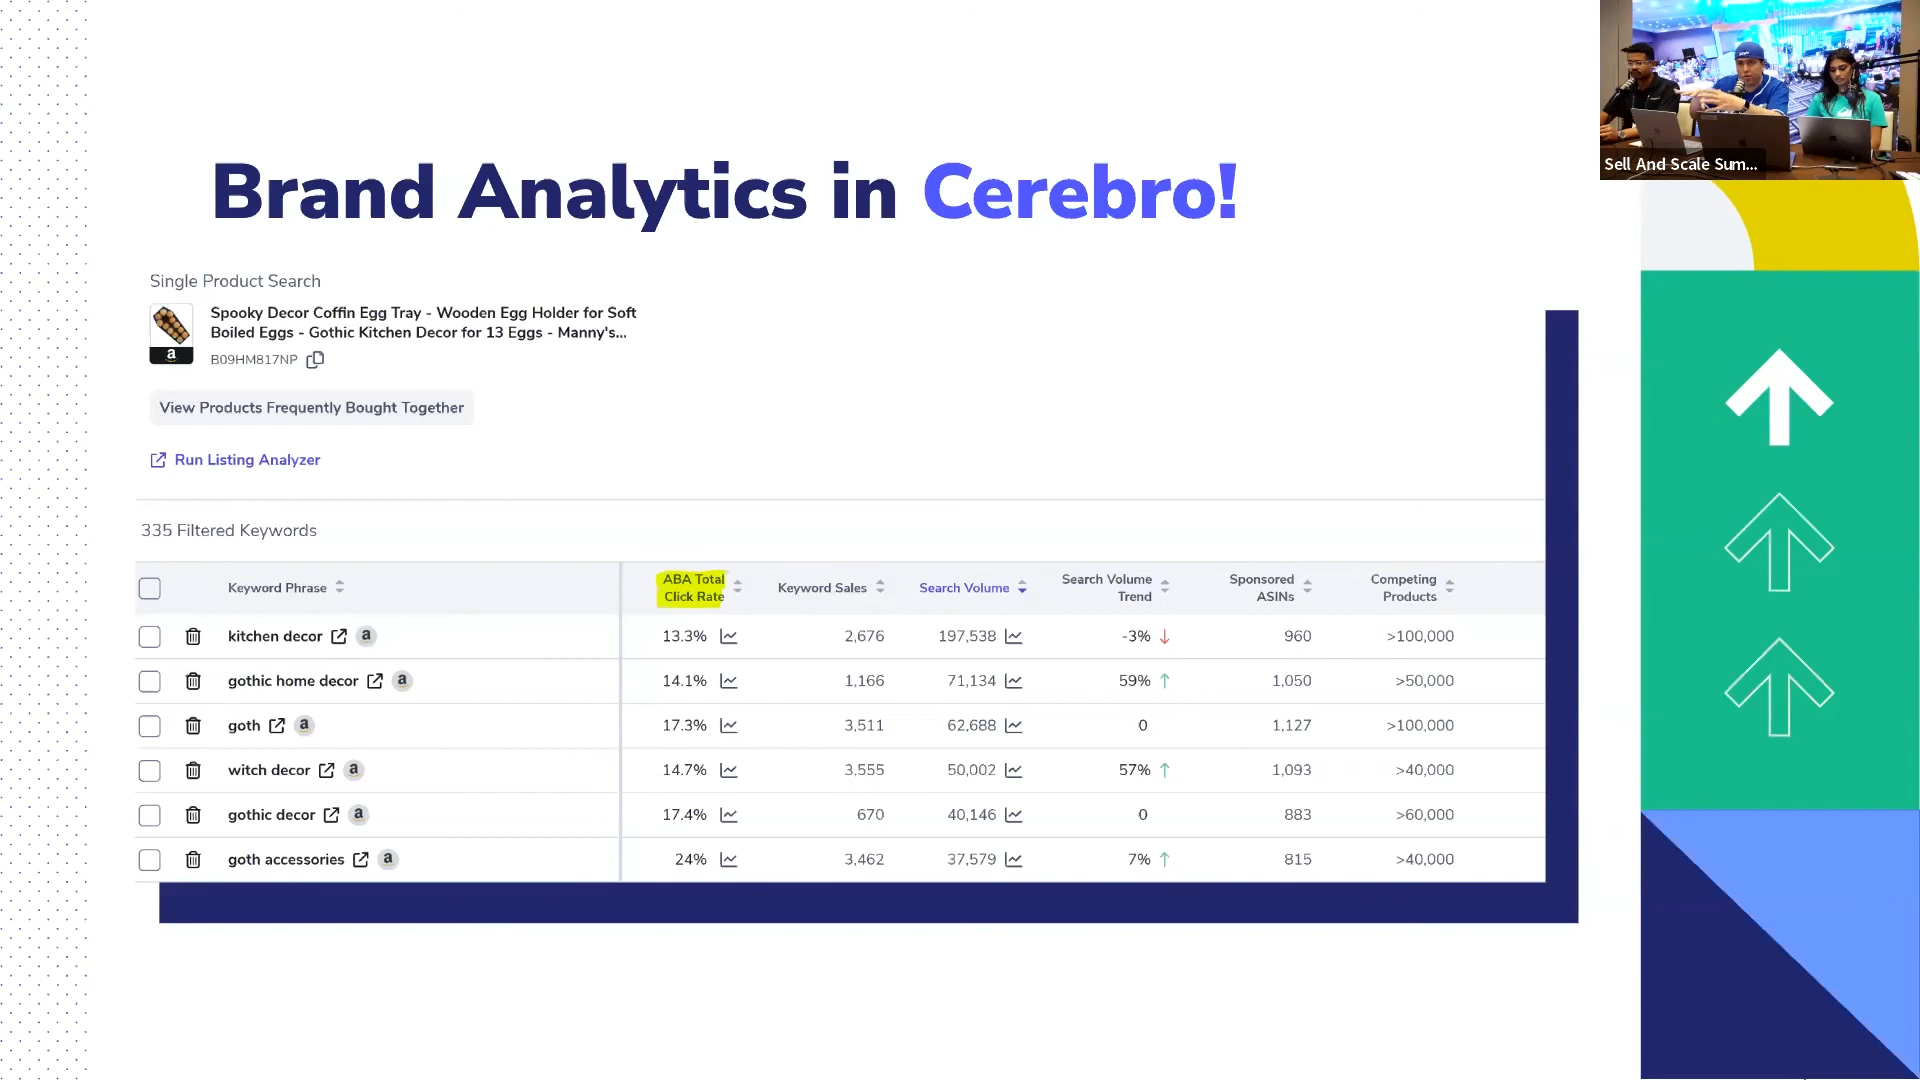 Brand Analytics in Cerebro!
Sell And Scale Sum...
Single Product Search
Spooky Decor Coffin Egg Tray - Wooden Egg Holder for Soft
Boiled Eggs - Gothic Kitchen Decor for 13 Eggs - Manny's...
a
B09HM817NP
View Products Frequently Bought Together
Run Listing Analyzer
335 Filtered Keywords
Keyword Phrase ABA Total Click Rate Keyword Sales Search Volume Search Volume Trend Sponsored ASINs Competing Products
kitchen decor a 13.3% 2,676 197,538 -3% 960 >100,000
gothic home decor a 14.1% 1,166 71,134 59% 1,050 >50,000
goth a 17.3% 3,511 62,688 0 1,127 >100,000
witch decor a 14.7% 3,555 50,002 57% 1,093 >40,000
gothic decor a 17.4% 670 40,146 0 883 >60,000
goth accessories a 24% 3,462 37,579 7% 815 >40,000